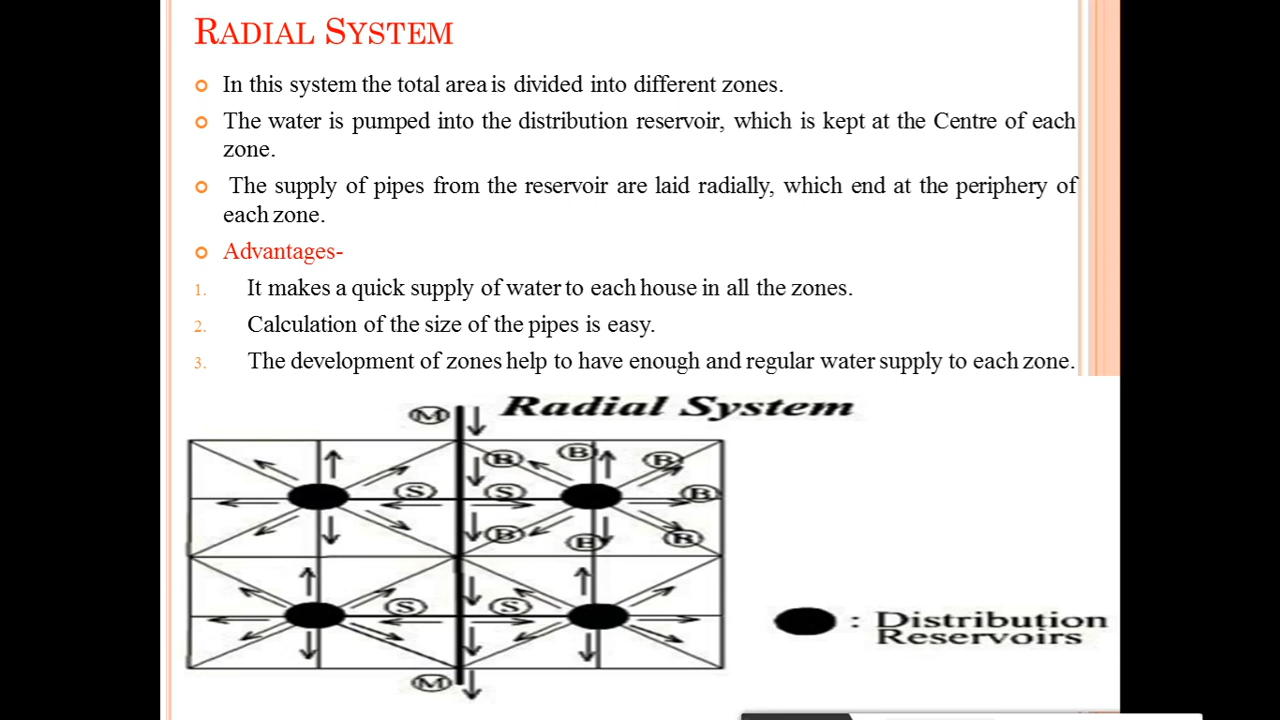 RADIAL SYSTEM
In this system the total area is divided into different zones.
The water is pumped into the distribution reservoir, which is kept at the Centre of each
zone.
The supply of pipes from the reservoir are laid radially, which end at the periphery of
each zone.
Advantages-
1. It makes a quick supply of water to each house in all the zones.
2. Calculation of the size of the pipes is easy.
3. The development of zones help to have enough and regular water supply to each zone.
Radial System
M
B B B
S S B
B B B
S S
: Distribution
Reservoirs
M